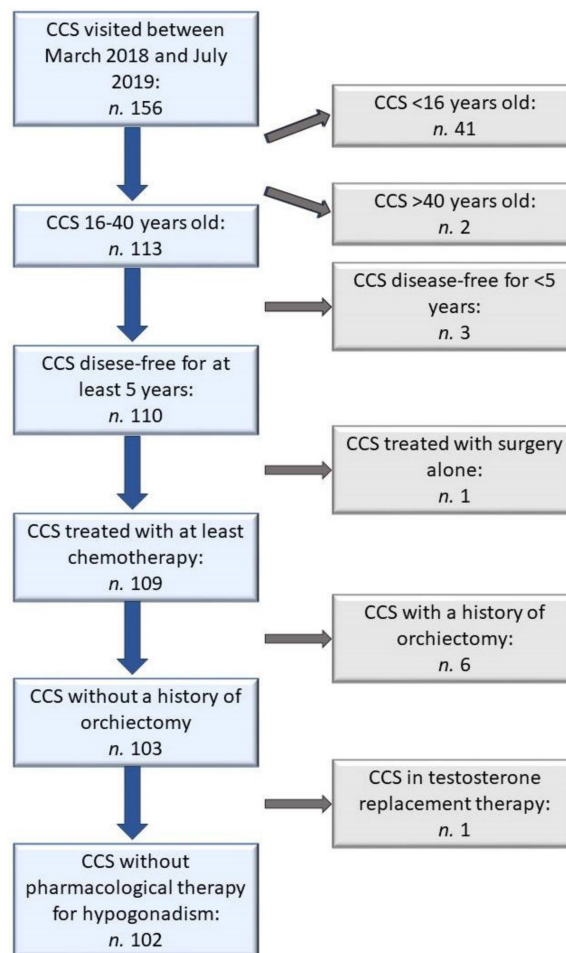 CCS visited between
March 2018 and July
2019:
n. 156
CCS <16 years old:
n. 41
CCS >40 years old:
n. 2
CCS 16-40 years old:
n. 113
CCS disease-free for <5
years:
n. 3
CCS disese-free for at
least 5 years:
n. 110
CCS treated with surgery
alone:
n. 1
CCS treated with at least
chemotherapy:
n. 109
CCS with a history of
orchiectomy:
n. 6
CCS without a history of
orchiectomy
n. 103
CCS in testosterone
replacement therapy:
n. 1
CCS without
pharmacological therapy
for hypogonadism:
n. 102